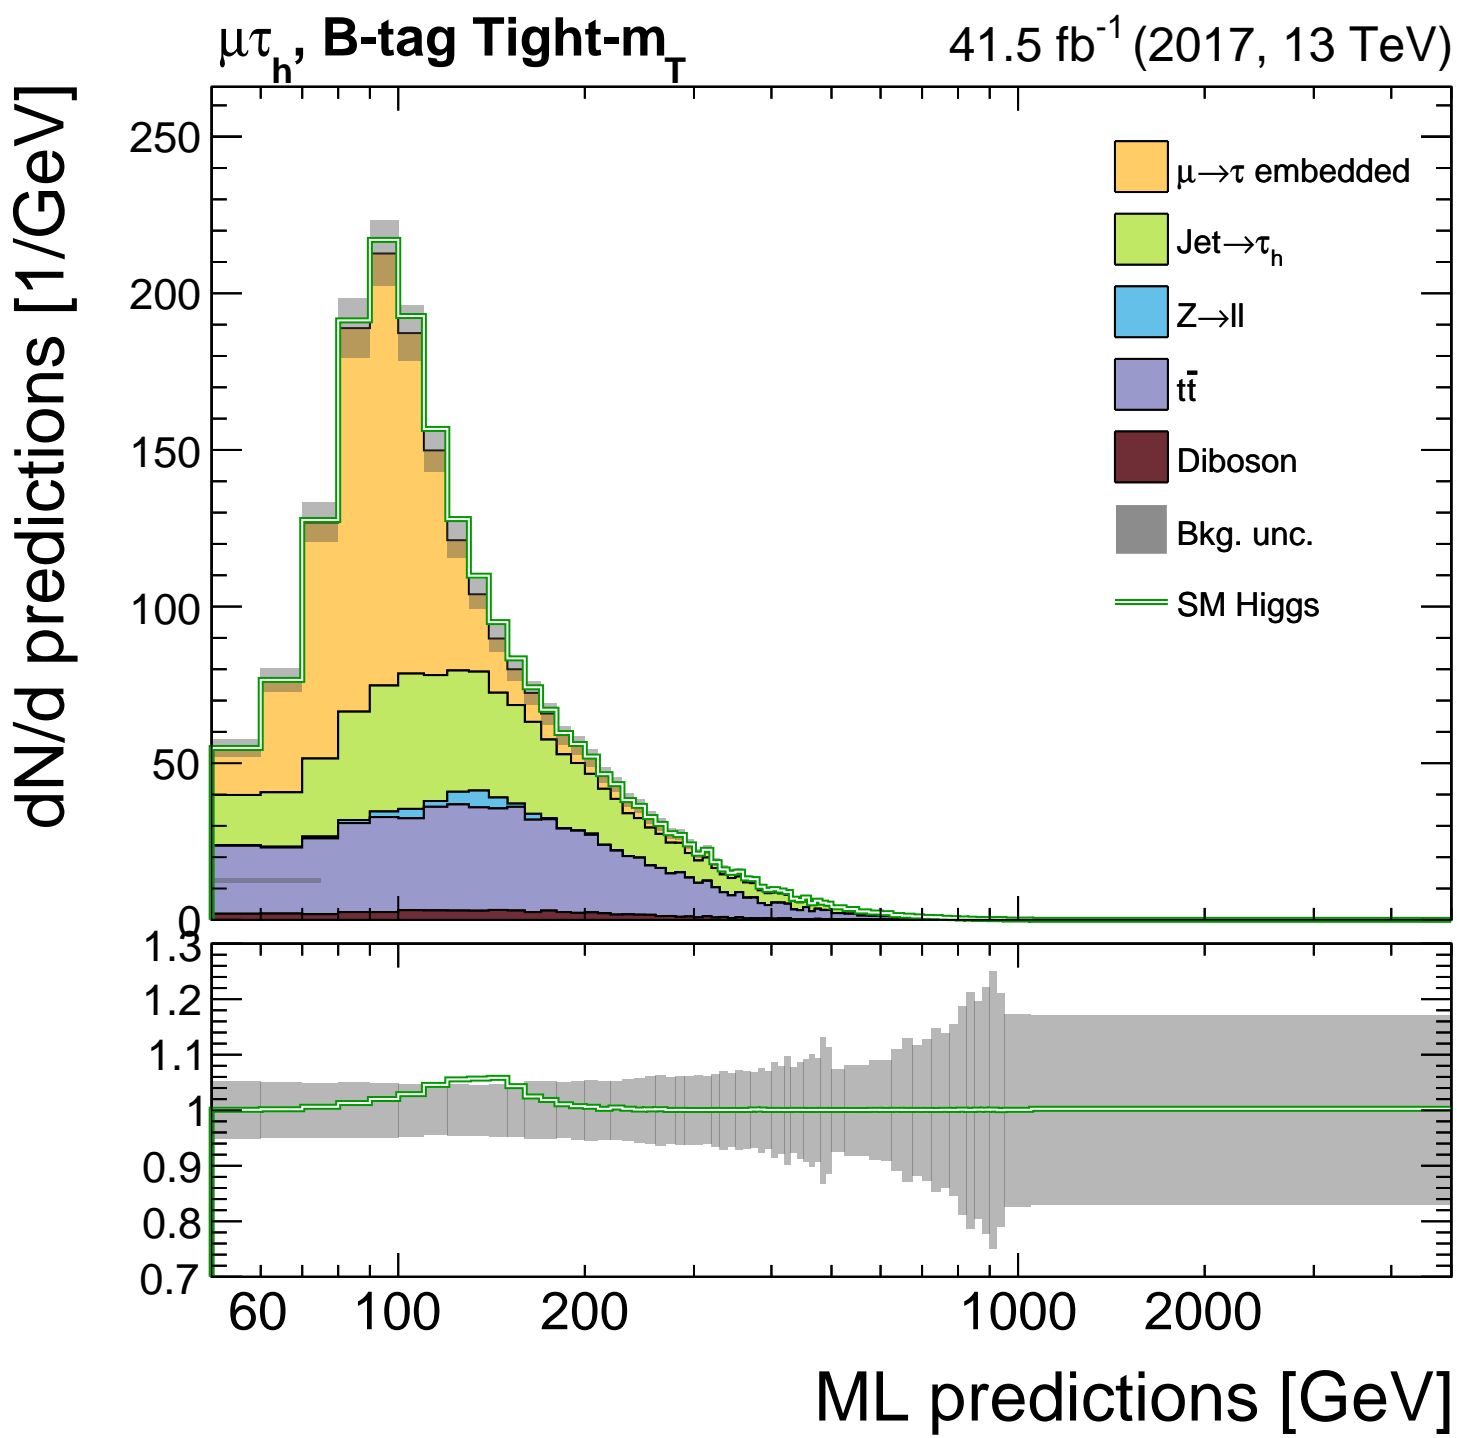 μτh, B-tag Tight-mT
41.5 fb-1 (2017, 13 TeV)
dN/d predictions [1/GeV]
250
200
150
100
50
0
μ→τ embedded
Jet→τh
Z→ll
tt̄
Diboson
Bkg. unc.
SM Higgs
1.3
1.2
1.1
1
0.9
0.8
0.7
60 100 200 1000 2000
ML predictions [GeV]